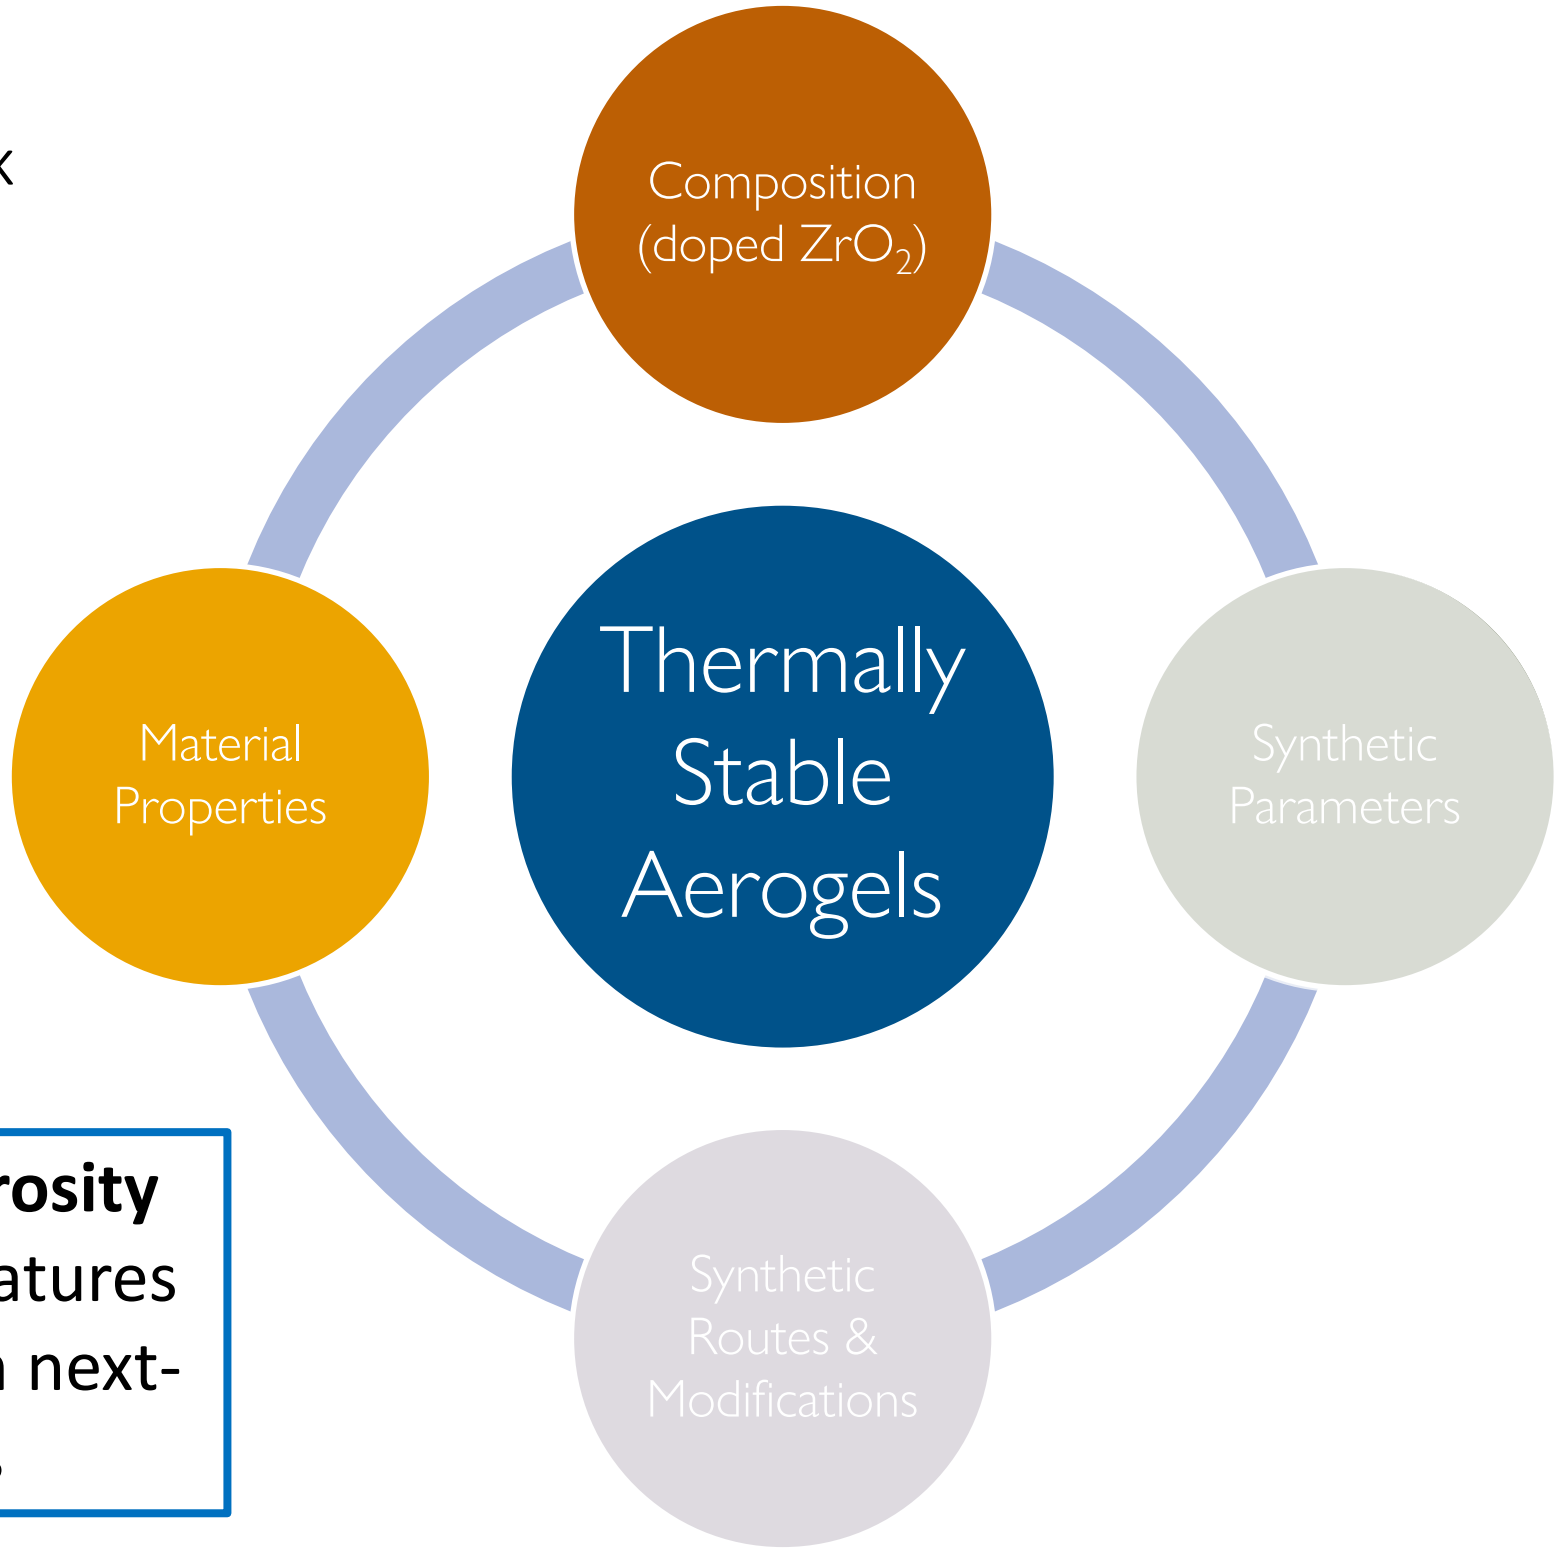 Composition
(doped ZrO₂)
Thermally
Stable
Aerogels
Material
Properties
Synthetic
Parameters
Synthetic
Routes &
Modifications
rosity
atures
next-